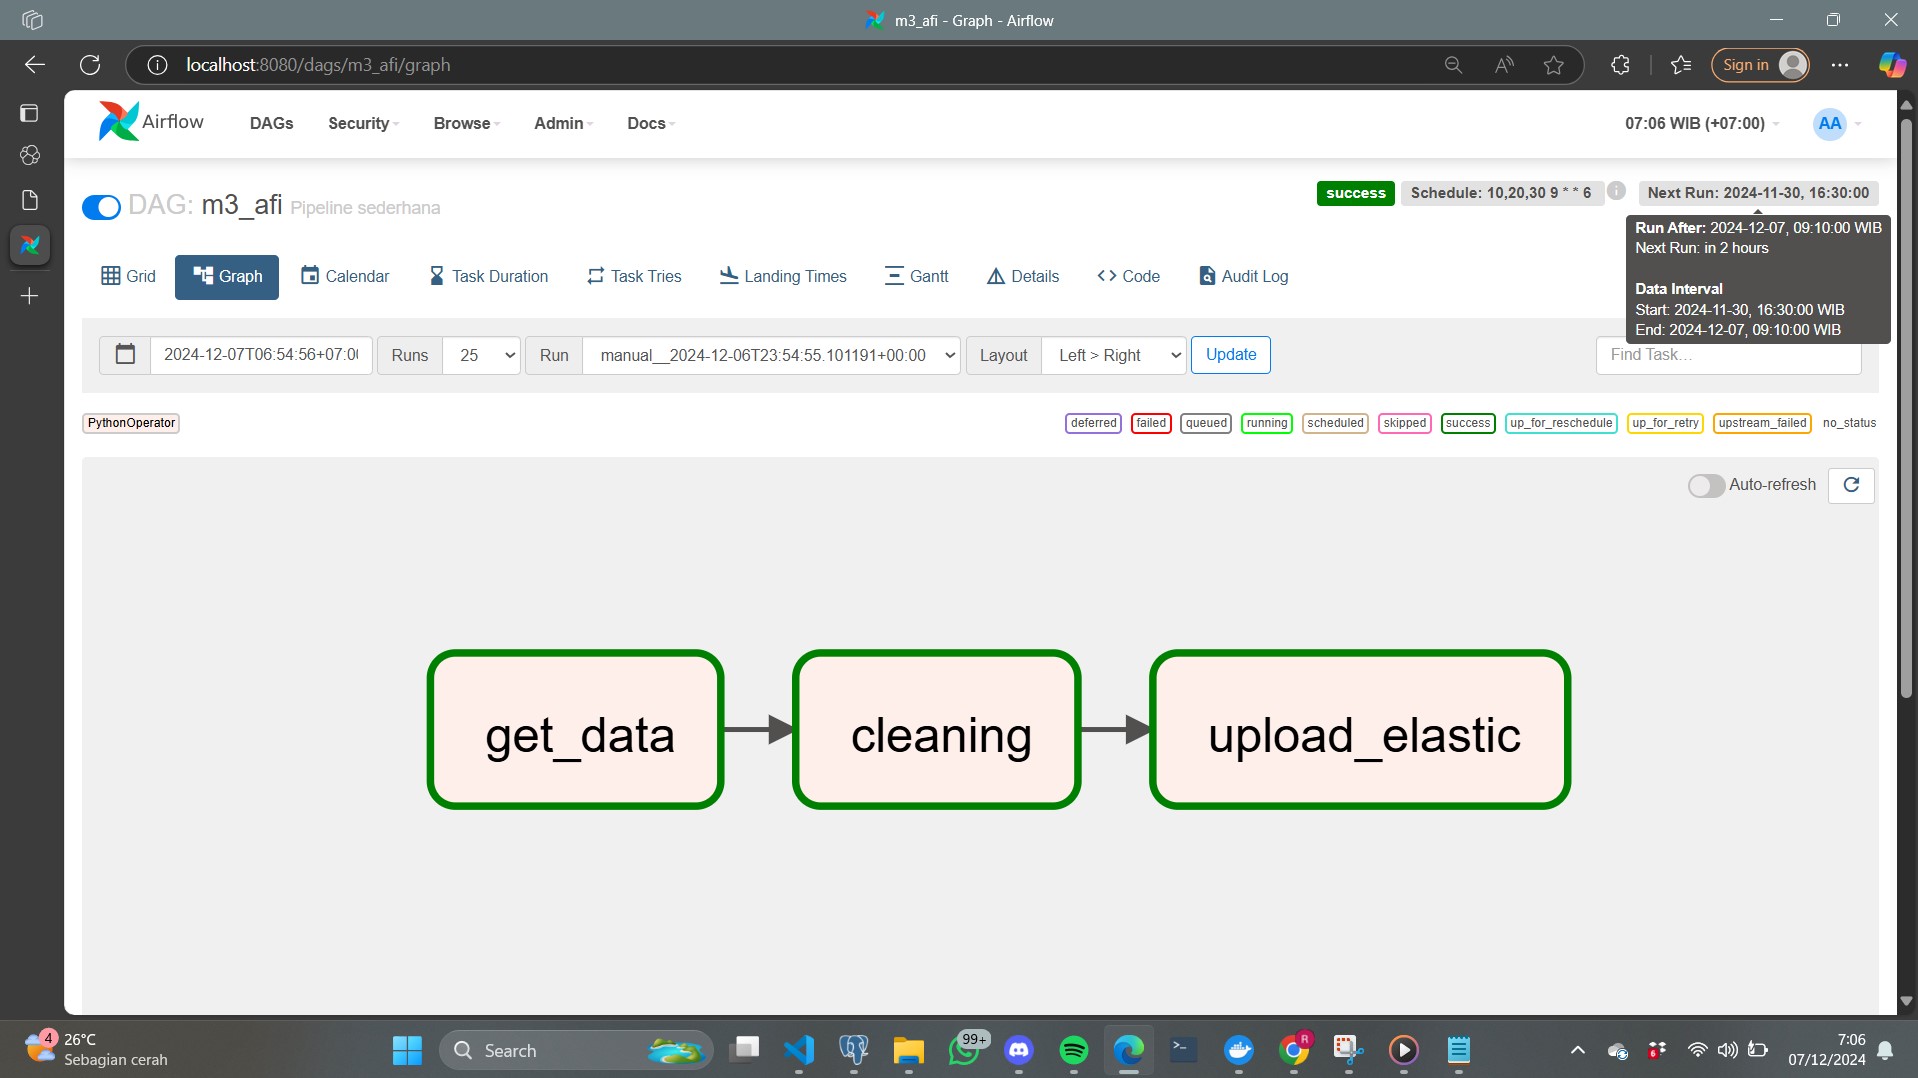 m3_afi - Graph - Airflow
localhost:8080/dags/m3_afi/graph
Sign in
Airflow
DAGs
Security
Browse
Admin
Docs
07:06 WIB (+07:00)
AA
DAG: m3_afi Pipeline sederhana
success
Schedule: 10,20,30 9 * * 6
Next Run: 2024-11-30, 16:30:00
Run After: 2024-12-07, 09:10:00 WIB
Next Run: in 2 hours
Data Interval
Start: 2024-11-30, 16:30:00 WIB
End: 2024-12-07, 09:10:00 WIB
Grid
Graph
Calendar
Task Duration
Task Tries
Landing Times
Gantt
Details
Code
Audit Log
2024-12-07T06:54:56+07:0
Runs
25
Run
manual__2024-12-06T23:54:55.101191+00:00
Layout
Left > Right
Update
Find Task...
PythonOperator
deferred
failed
queued
running
scheduled
skipped
success
up_for_reschedule
up_for_retry
upstream_failed
no_status
Auto-refresh
get_data
cleaning
upload_elastic
4
26°C
Sebagian cerah
Search
99+
R
6
7:06
07/12/2024